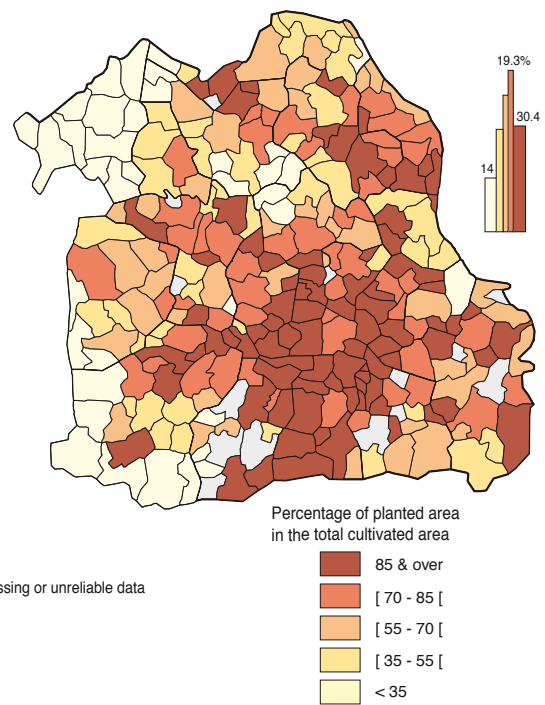 19.3%
30.4
14
Percentage of planted area
in the total cultivated area
85 & over
[ 70 - 85 [
[ 55 - 70 [
[ 35 - 55 [
< 35
or unreliable data